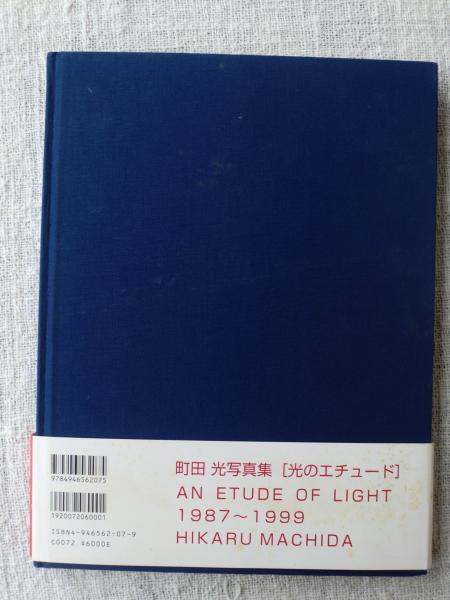 町田 光写真集［光のエチュード］
AN ETUDE OF LIGHT
1987〜1999
HIKARU MACHIDA
9784946562075
1920072060001
ISBN4-946562-07-9
C0072 ¥6000E